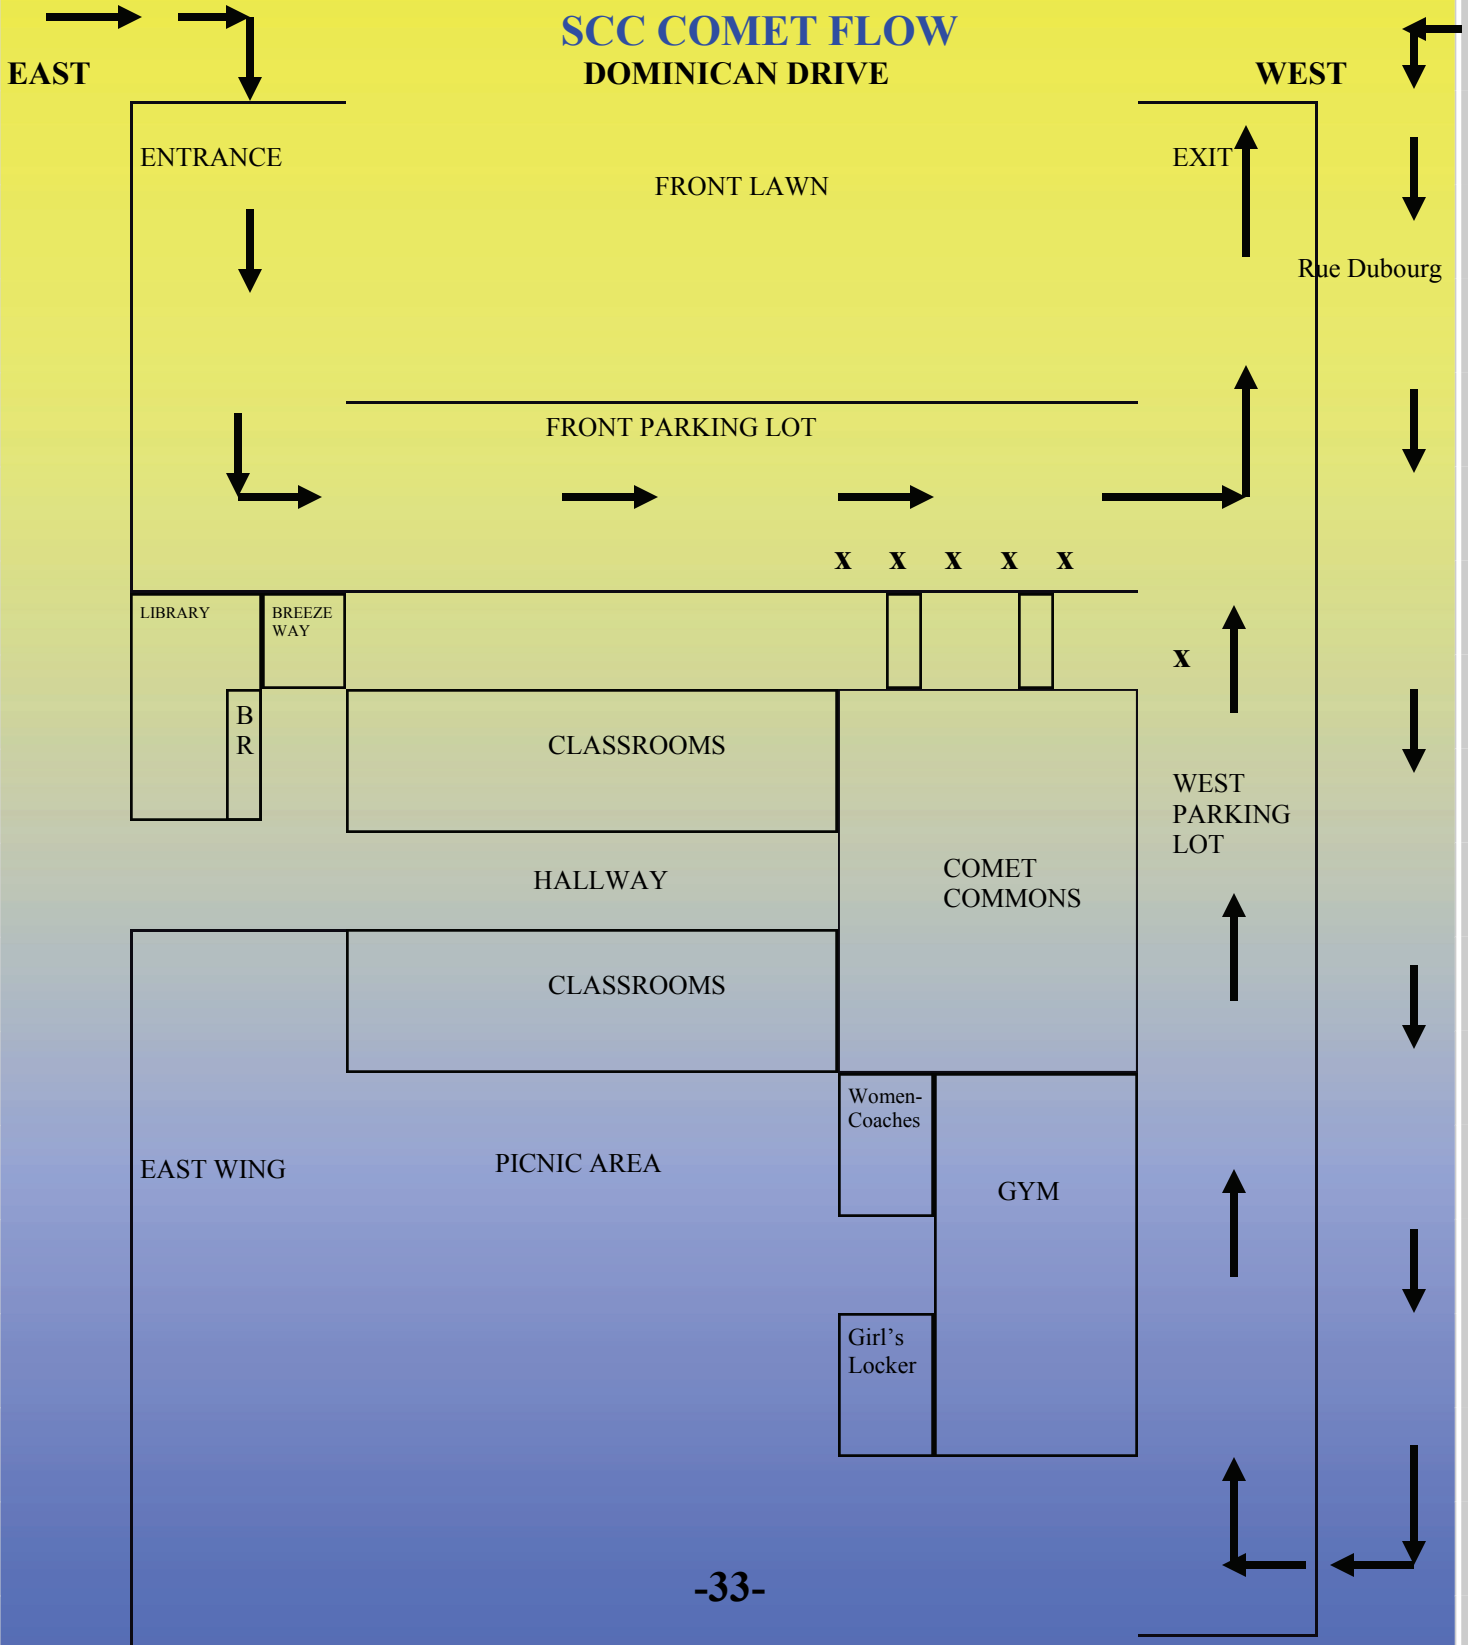 SCC COMET FLOW
EAST
DOMINICAN DRIVE
WEST
ENTRANCE
EXIT
FRONT LAWN
Rue Dubourg
FRONT PARKING LOT
x x x x x
LIBRARY
BREEZE
WAY
x
B
R
CLASSROOMS
WEST
PARKING
LOT
HALLWAY
COMET
COMMONS
CLASSROOMS
Women-
Coaches
EAST WING
PICNIC AREA
GYM
Girl's
Locker
-33-